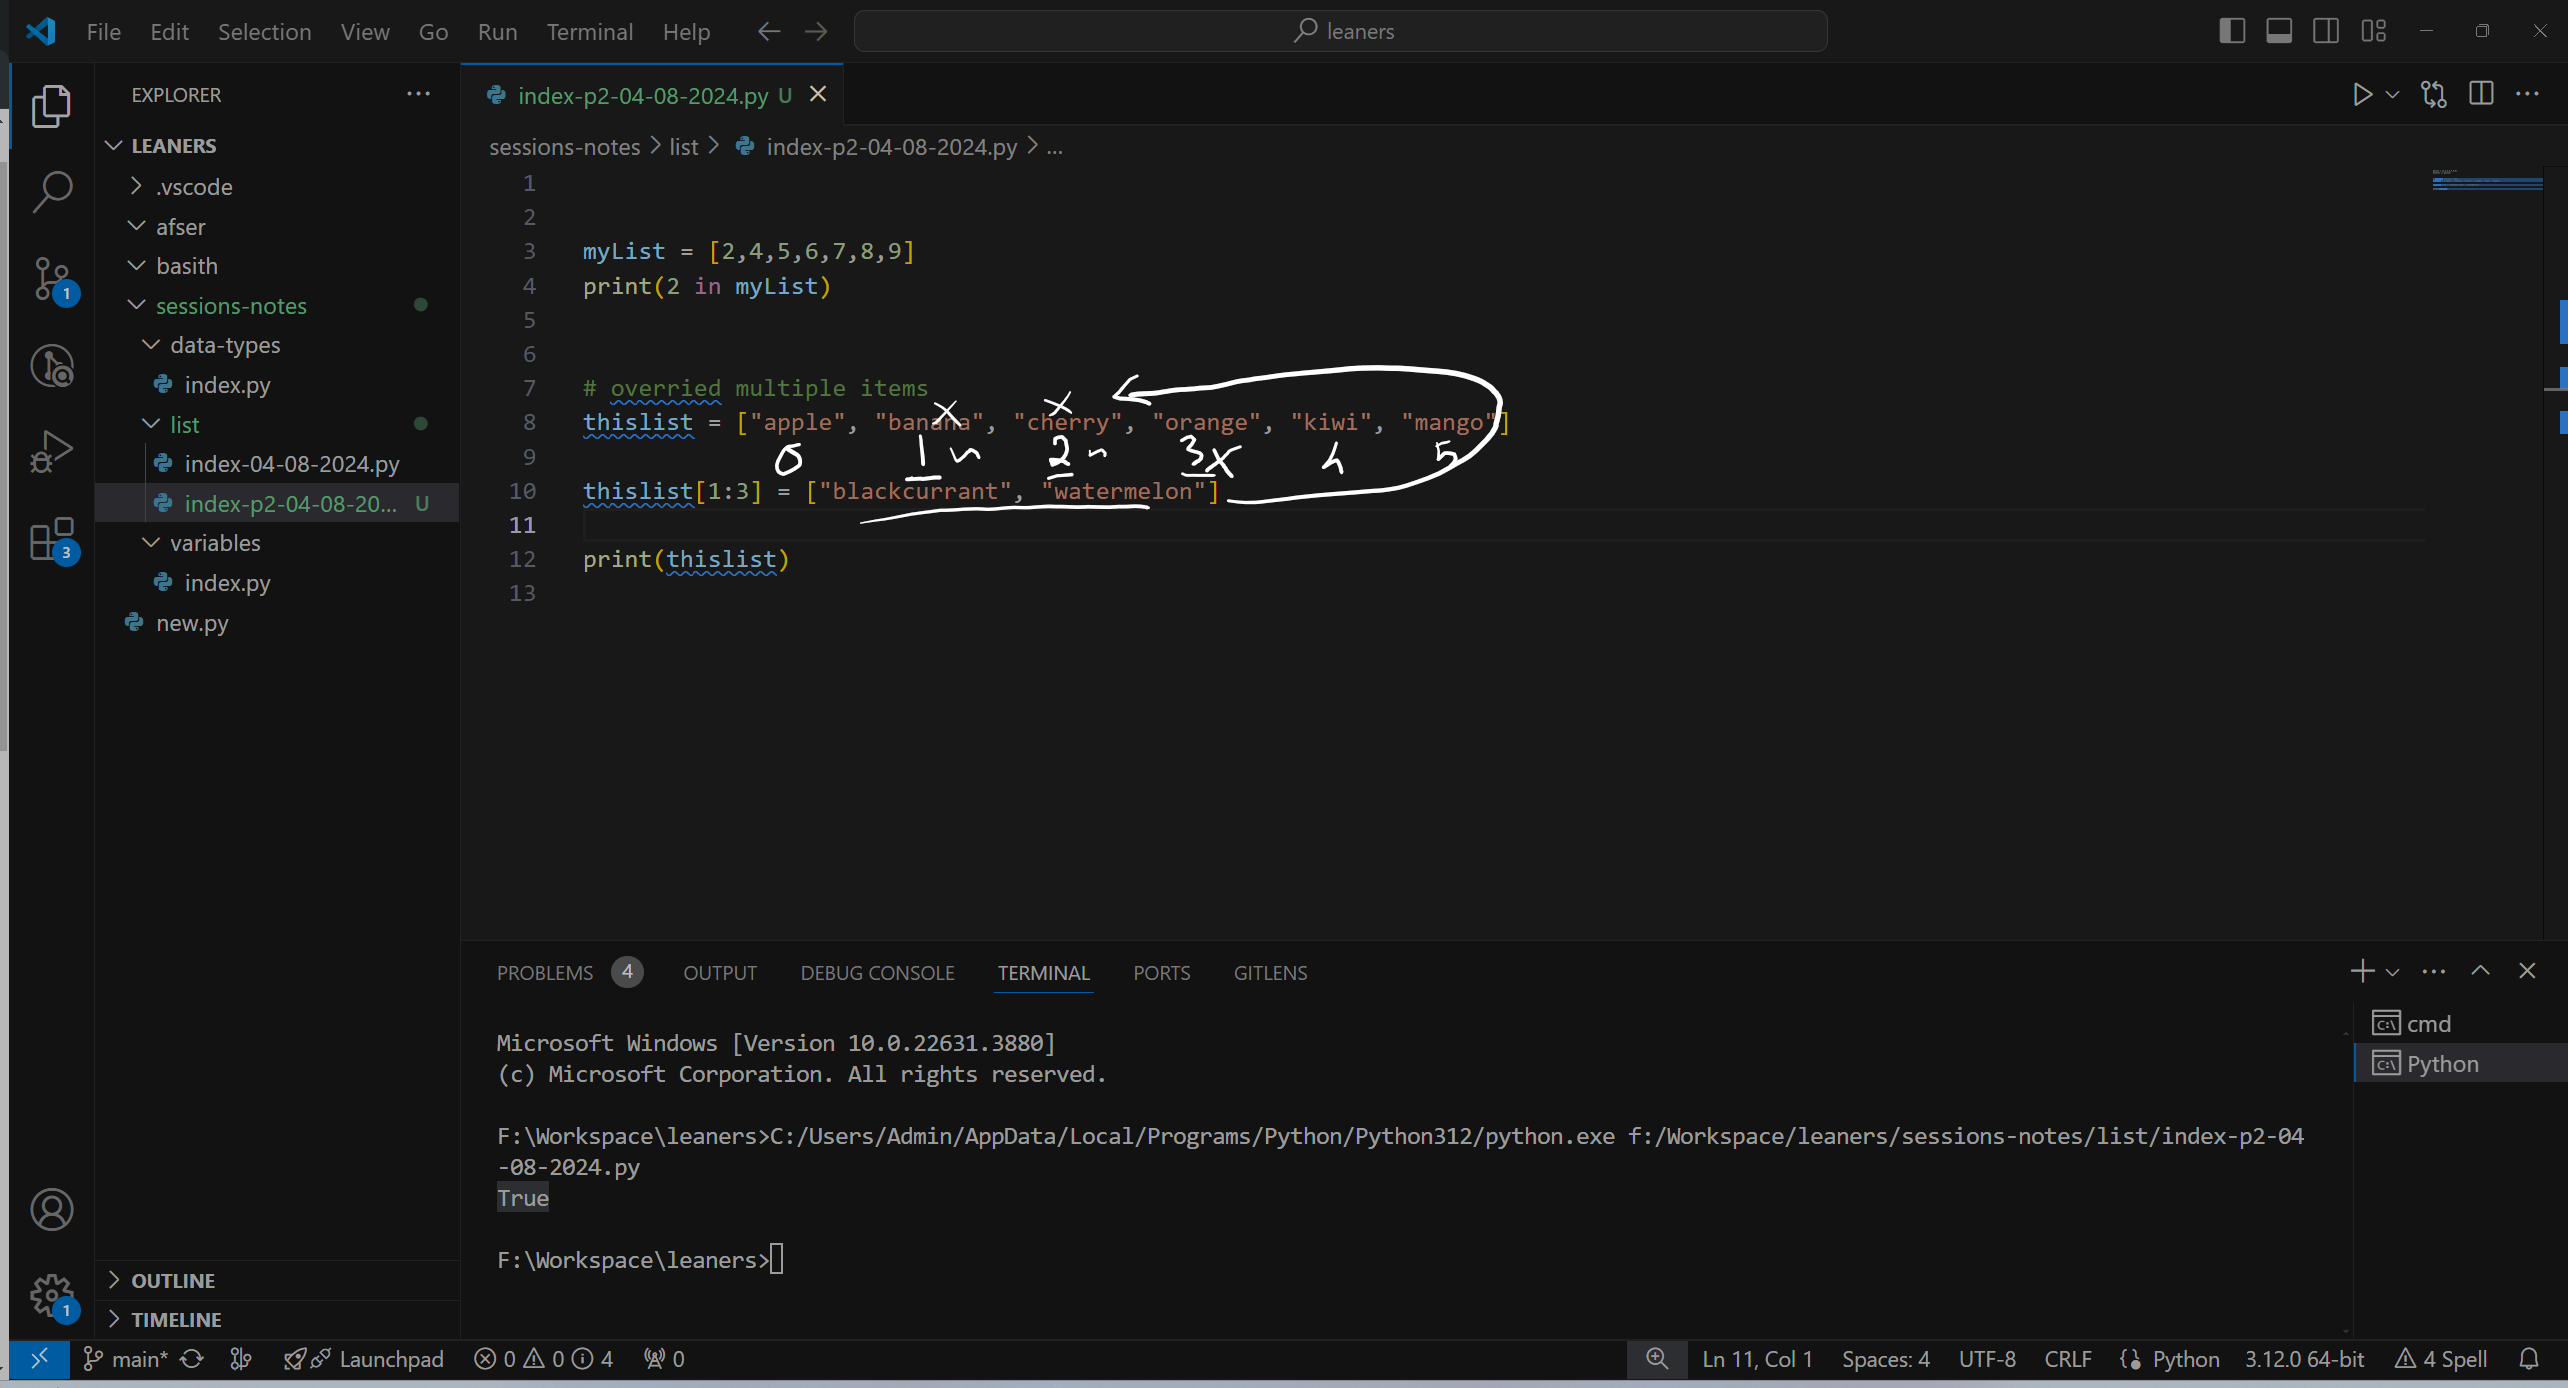 File Edit Selection View Go Run Terminal Help leaners
EXPLORER
LEANERS
.vscode
afser
basith
sessions-notes
data-types
index.py
list
index-04-08-2024.py
index-p2-04-08-20... U
variables
index.py
new.py
OUTLINE
TIMELINE
index-p2-04-08-2024.py U
sessions-notes > list > index-p2-04-08-2024.py > ...
1
2
3 myList = [2,4,5,6,7,8,9]
4 print(2 in myList)
5
6
7 # overried multiple items
8 thislist = ["apple", "banana", "cherry", "orange", "kiwi", "mango"]
9 0 1 2 3x 4 5
10 thislist[1:3] = ["blackcurrant", "watermelon"]
11
12 print(thislist)
13
PROBLEMS 4 OUTPUT DEBUG CONSOLE TERMINAL PORTS GITLENS
Microsoft Windows [Version 10.0.22631.3880]
(c) Microsoft Corporation. All rights reserved.
F:\Workspace\leaners>C:/Users/Admin/AppData/Local/Programs/Python/Python312/python.exe f:/Workspace/leaners/sessions-notes/list/index-p2-04
-08-2024.py
True
F:\Workspace\leaners>
cmd
Python
1
3
1
main* Launchpad 0 0 4 0 Ln 11, Col 1 Spaces: 4 UTF-8 CRLF Python 3.12.0 64-bit 4 Spell